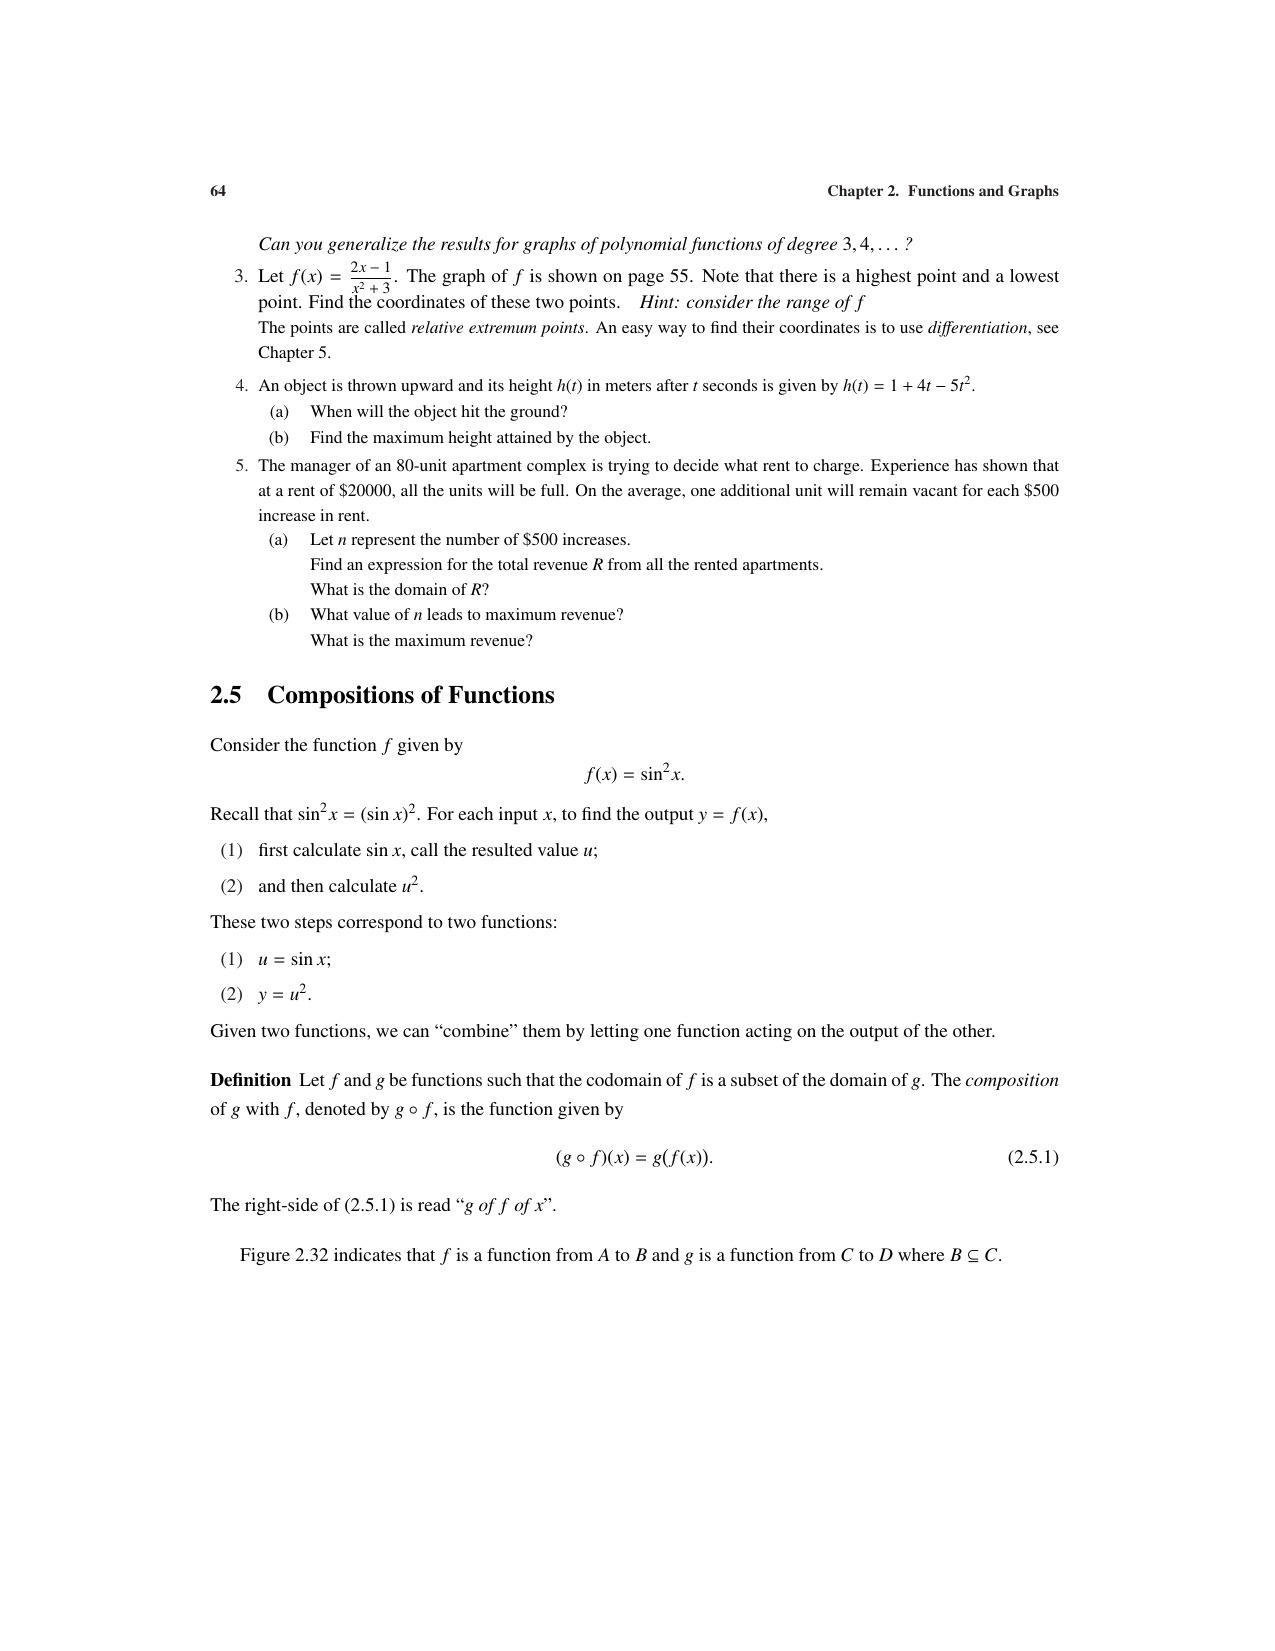 64 Chapter 2. Functions and Graphs
Can you generalize the results for graphs of polynomial functions of degree 3, 4, . . . ?
3. Let f(x) = (2x − 1)/(x² + 3). The graph of f is shown on page 55. Note that there is a highest point and a lowest
point. Find the coordinates of these two points. Hint: consider the range of f
The points are called relative extremum points. An easy way to find their coordinates is to use differentiation, see
Chapter 5.
4. An object is thrown upward and its height h(t) in meters after t seconds is given by h(t) = 1 + 4t − 5t².
(a) When will the object hit the ground?
(b) Find the maximum height attained by the object.
5. The manager of an 80-unit apartment complex is trying to decide what rent to charge. Experience has shown that
at a rent of $20000, all the units will be full. On the average, one additional unit will remain vacant for each $500
increase in rent.
(a) Let n represent the number of $500 increases.
Find an expression for the total revenue R from all the rented apartments.
What is the domain of R?
(b) What value of n leads to maximum revenue?
What is the maximum revenue?
2.5 Compositions of Functions
Consider the function f given by
f(x) = sin² x.
Recall that sin² x = (sin x)². For each input x, to find the output y = f(x),
(1) first calculate sin x, call the resulted value u;
(2) and then calculate u².
These two steps correspond to two functions:
(1) u = sin x;
(2) y = u².
Given two functions, we can “combine” them by letting one function acting on the output of the other.
Definition Let f and g be functions such that the codomain of f is a subset of the domain of g. The composition
of g with f, denoted by g ∘ f, is the function given by
(g ∘ f)(x) = g(f(x)). (2.5.1)
The right-side of (2.5.1) is read “g of f of x”.
Figure 2.32 indicates that f is a function from A to B and g is a function from C to D where B ⊆ C.